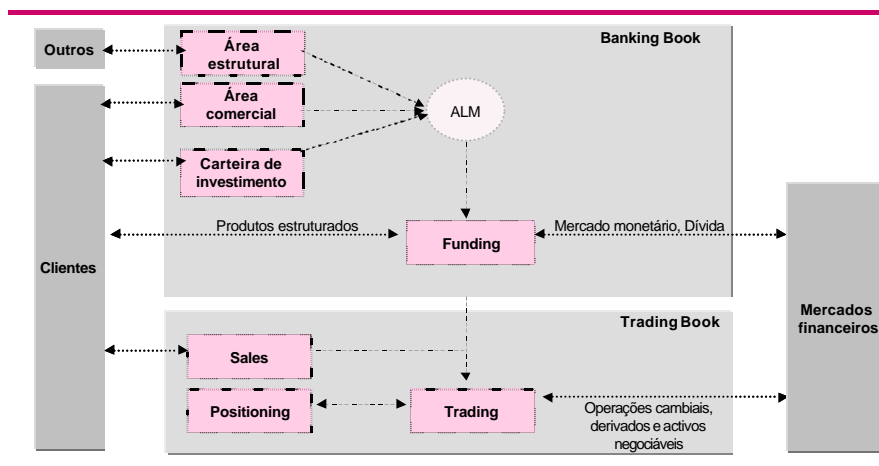 Outros
Área
estrutural
Banking Book
Área
comercial
ALM
Carteira de
investimento
Produtos estruturados
Funding
Mercado monetário, Dívida
Clientes
Mercados
financeiros
Trading Book
Sales
Positioning
Trading
Operações cambiais,
derivados e activos
negociáveis